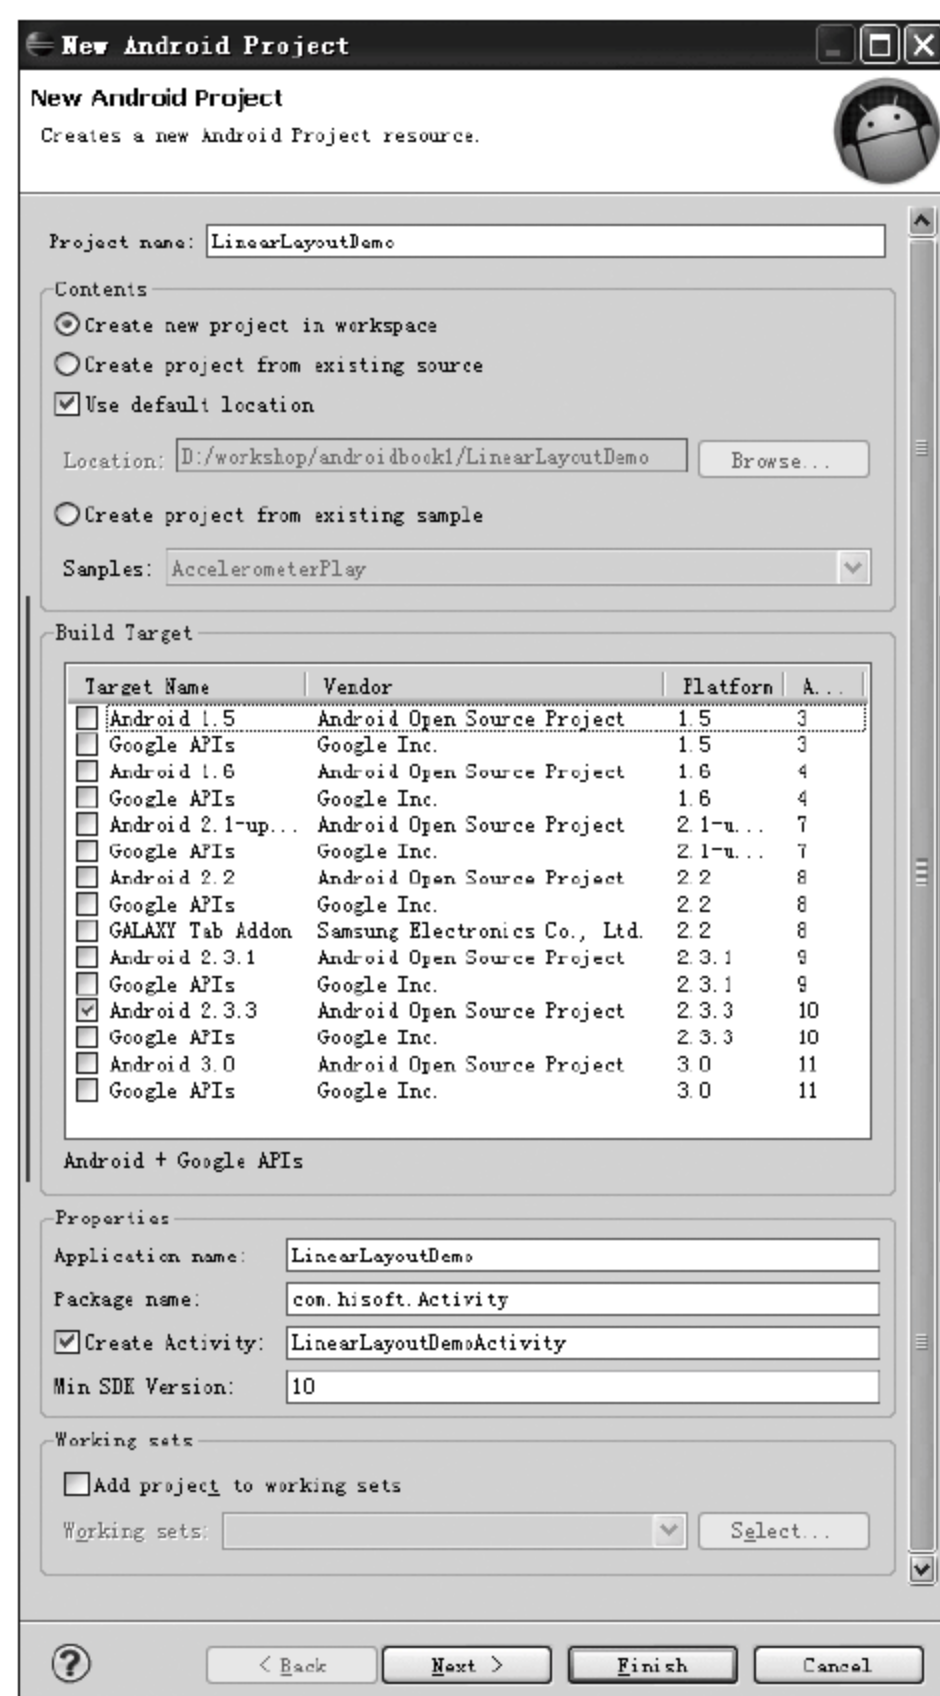 New Android Project
New Android Project
Creates a new Android Project resource.
Project name: LinearLayoutDemo
Contents
Create new project in workspace
Create project from existing source
Use default location
Location: D:/workshop/androidbook1/LinearLayoutDemo Browse...
Create project from existing sample
Samples: AccelerometerPlay
Build Target
Target Name Vendor Platform A...
Android 1.5 Android Open Source Project 1.5 3
Google APIs Google Inc. 1.5 3
Android 1.6 Android Open Source Project 1.6 4
Google APIs Google Inc. 1.6 4
Android 2.1-up... Android Open Source Project 2.1-u... 7
Google APIs Google Inc. 2.1-u... 7
Android 2.2 Android Open Source Project 2.2 8
Google APIs Google Inc. 2.2 8
GALAXY Tab Addon Samsung Electronics Co., Ltd. 2.2 8
Android 2.3.1 Android Open Source Project 2.3.1 9
Google APIs Google Inc. 2.3.1 9
Android 2.3.3 Android Open Source Project 2.3.3 10
Google APIs Google Inc. 2.3.3 10
Android 3.0 Android Open Source Project 3.0 11
Google APIs Google Inc. 3.0 11
Android + Google APIs
Properties
Application name: LinearLayoutDemo
Package name: com.hisoft.Activity
Create Activity: LinearLayoutDemoActivity
Min SDK Version: 10
Working sets
Add project to working sets
Working sets: Select...
? < Back Next > Finish Cancel